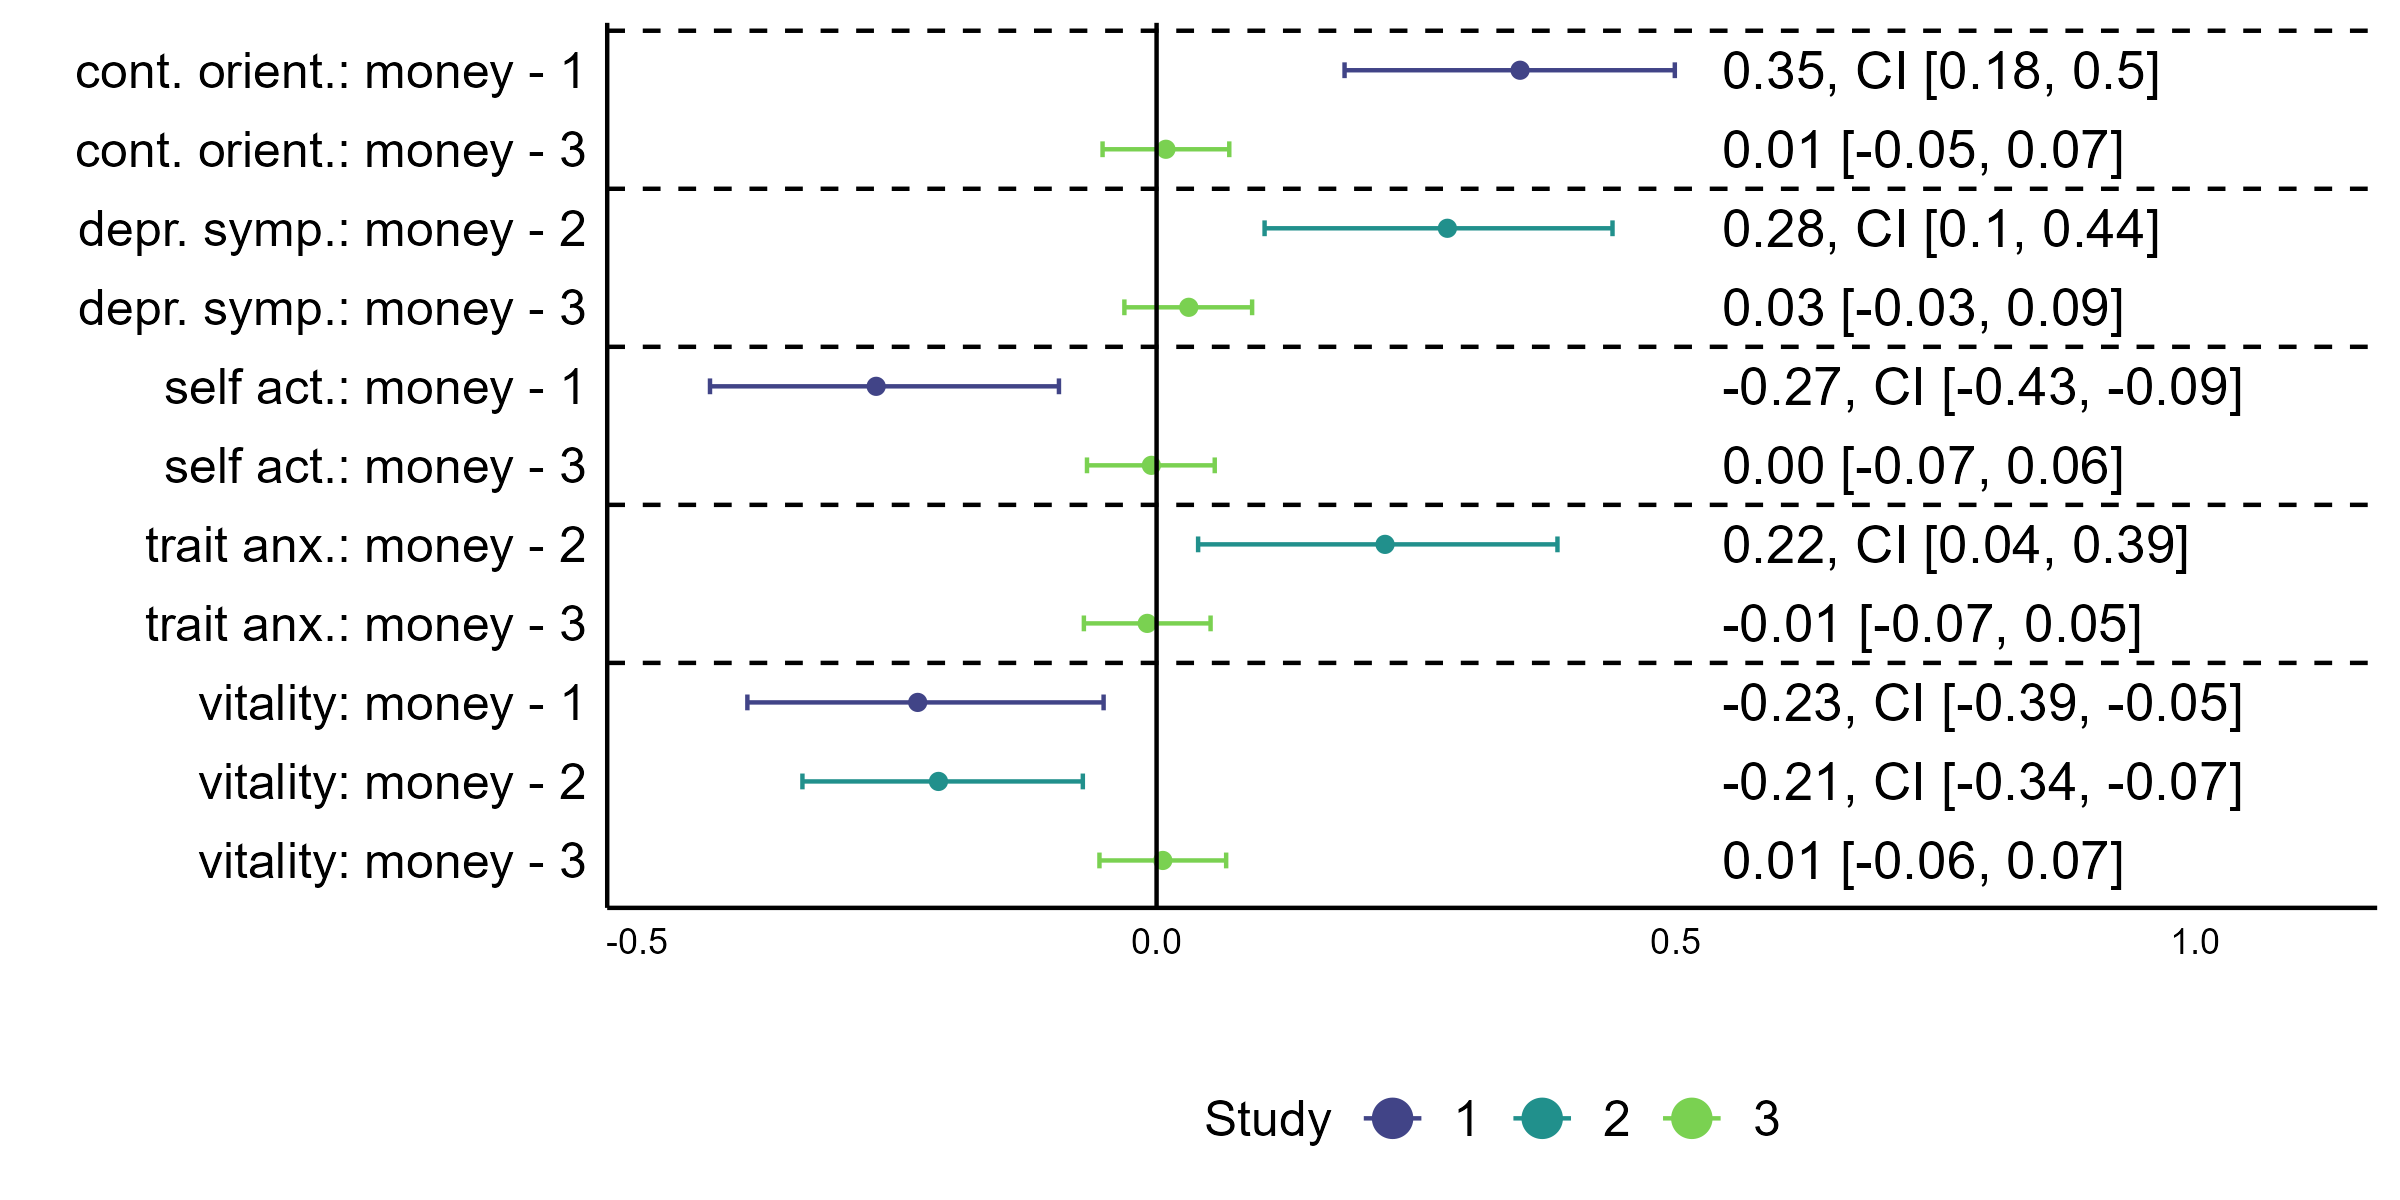 cont. orient.: money - 1 0.35, CI [0.18, 0.5]
cont. orient.: money - 3 0.01 [-0.05, 0.07]
depr. symp.: money - 2 0.28, CI [0.1, 0.44]
depr. symp.: money - 3 0.03 [-0.03, 0.09]
self act.: money - 1 -0.27, CI [-0.43, -0.09]
self act.: money - 3 0.00 [-0.07, 0.06]
trait anx.: money - 2 0.22, CI [0.04, 0.39]
trait anx.: money - 3 -0.01 [-0.07, 0.05]
vitality: money - 1 -0.23, CI [-0.39, -0.05]
vitality: money - 2 -0.21, CI [-0.34, -0.07]
vitality: money - 3 0.01 [-0.06, 0.07]
-0.5 0.0 0.5 1.0
Study 1 2 3